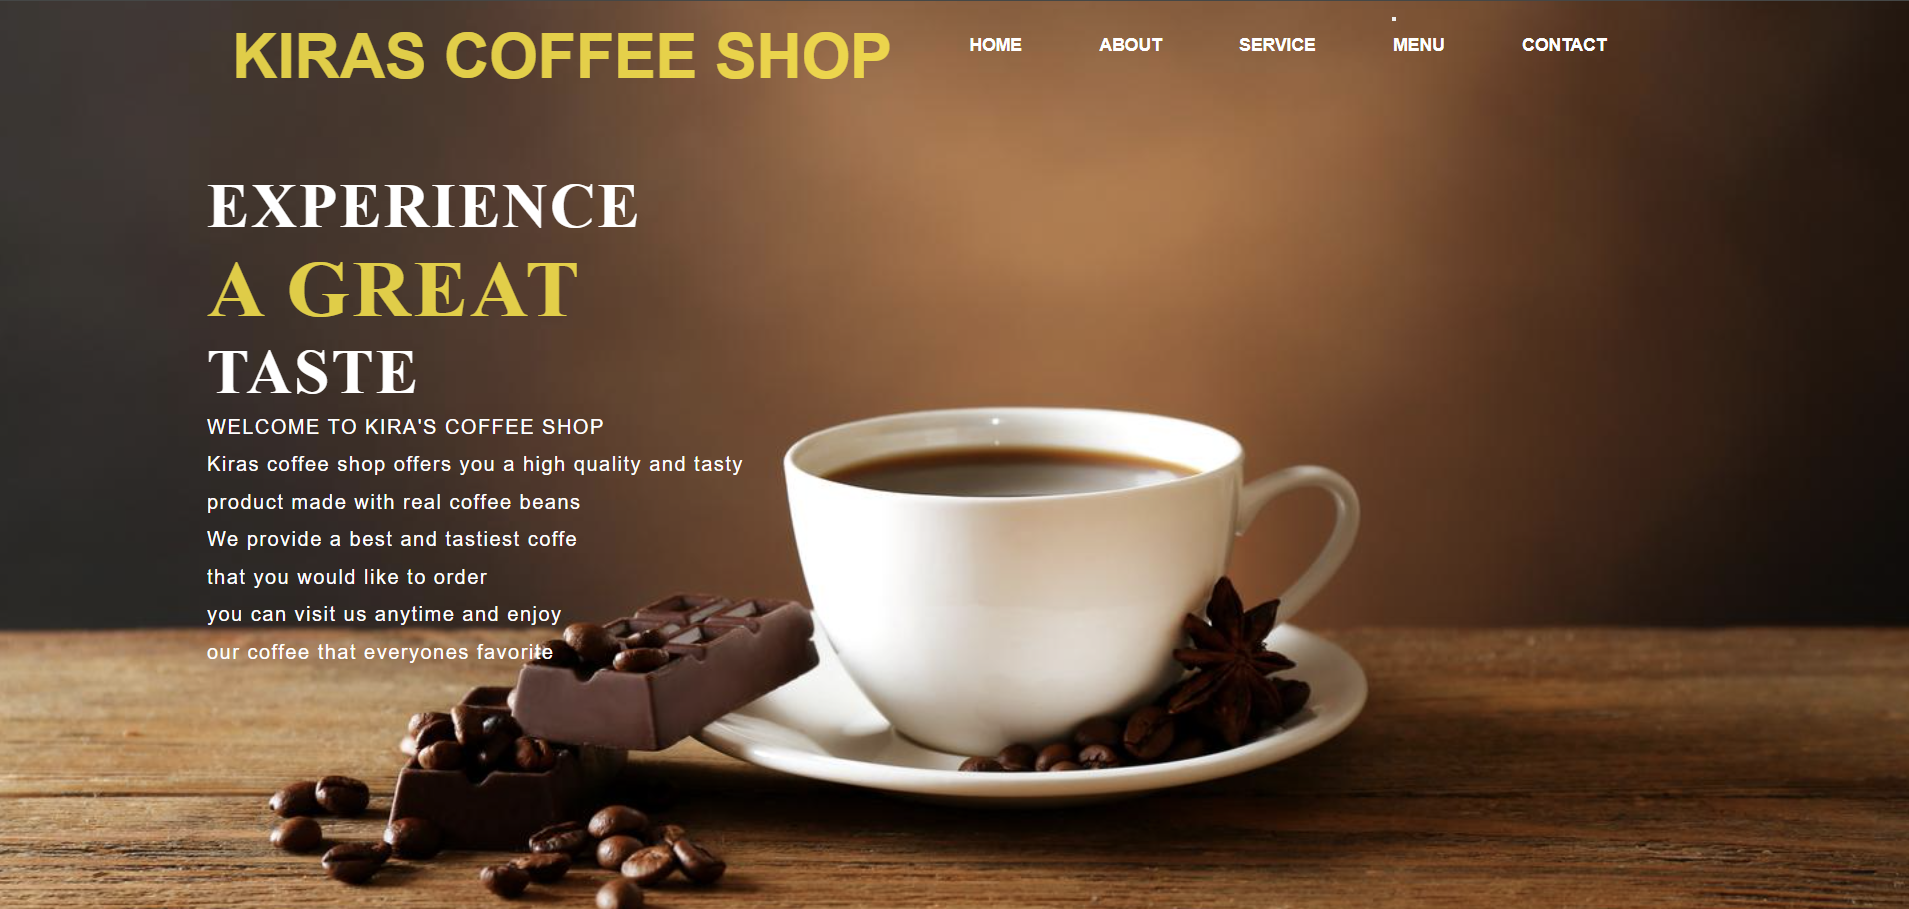 KIRAS COFFEE SHOP
HOME ABOUT SERVICE MENU CONTACT
EXPERIENCE
A GREAT
TASTE
WELCOME TO KIRA'S COFFEE SHOP
Kiras coffee shop offers you a high quality and tasty
product made with real coffee beans
We provide a best and tastiest coffe
that you would like to order
you can visit us anytime and enjoy
our coffee that everyones favorite